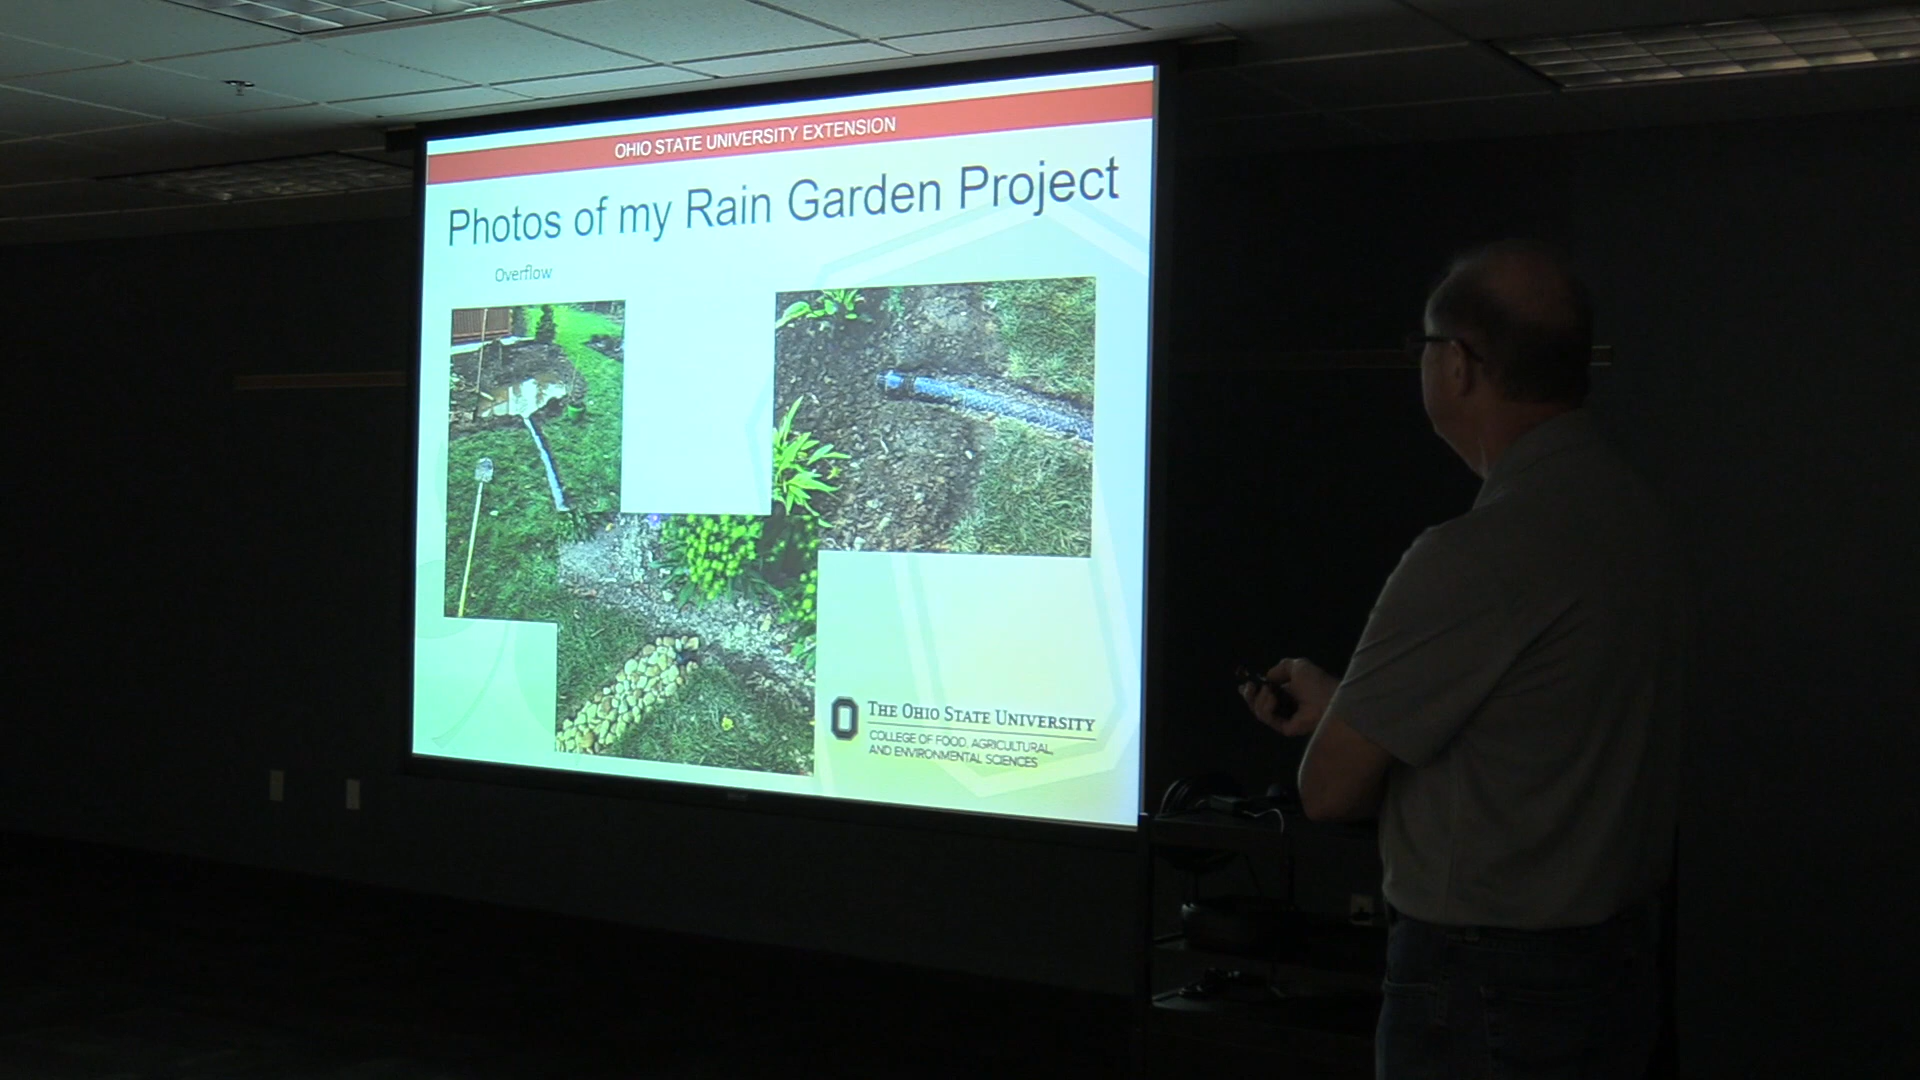 OHIO STATE UNIVERSITY EXTENSION
Photos of my Rain Garden Project
Overflow
THE OHIO STATE UNIVERSITY
COLLEGE OF FOOD, AGRICULTURAL,
AND ENVIRONMENTAL SCIENCES